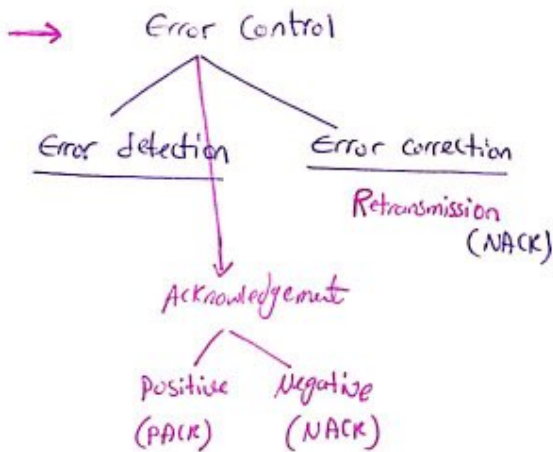 Error Control
Error detection
Error correction
Retransmission
(NACK)
Acknowledgement
Positive Negative
(PACK) (NACK)